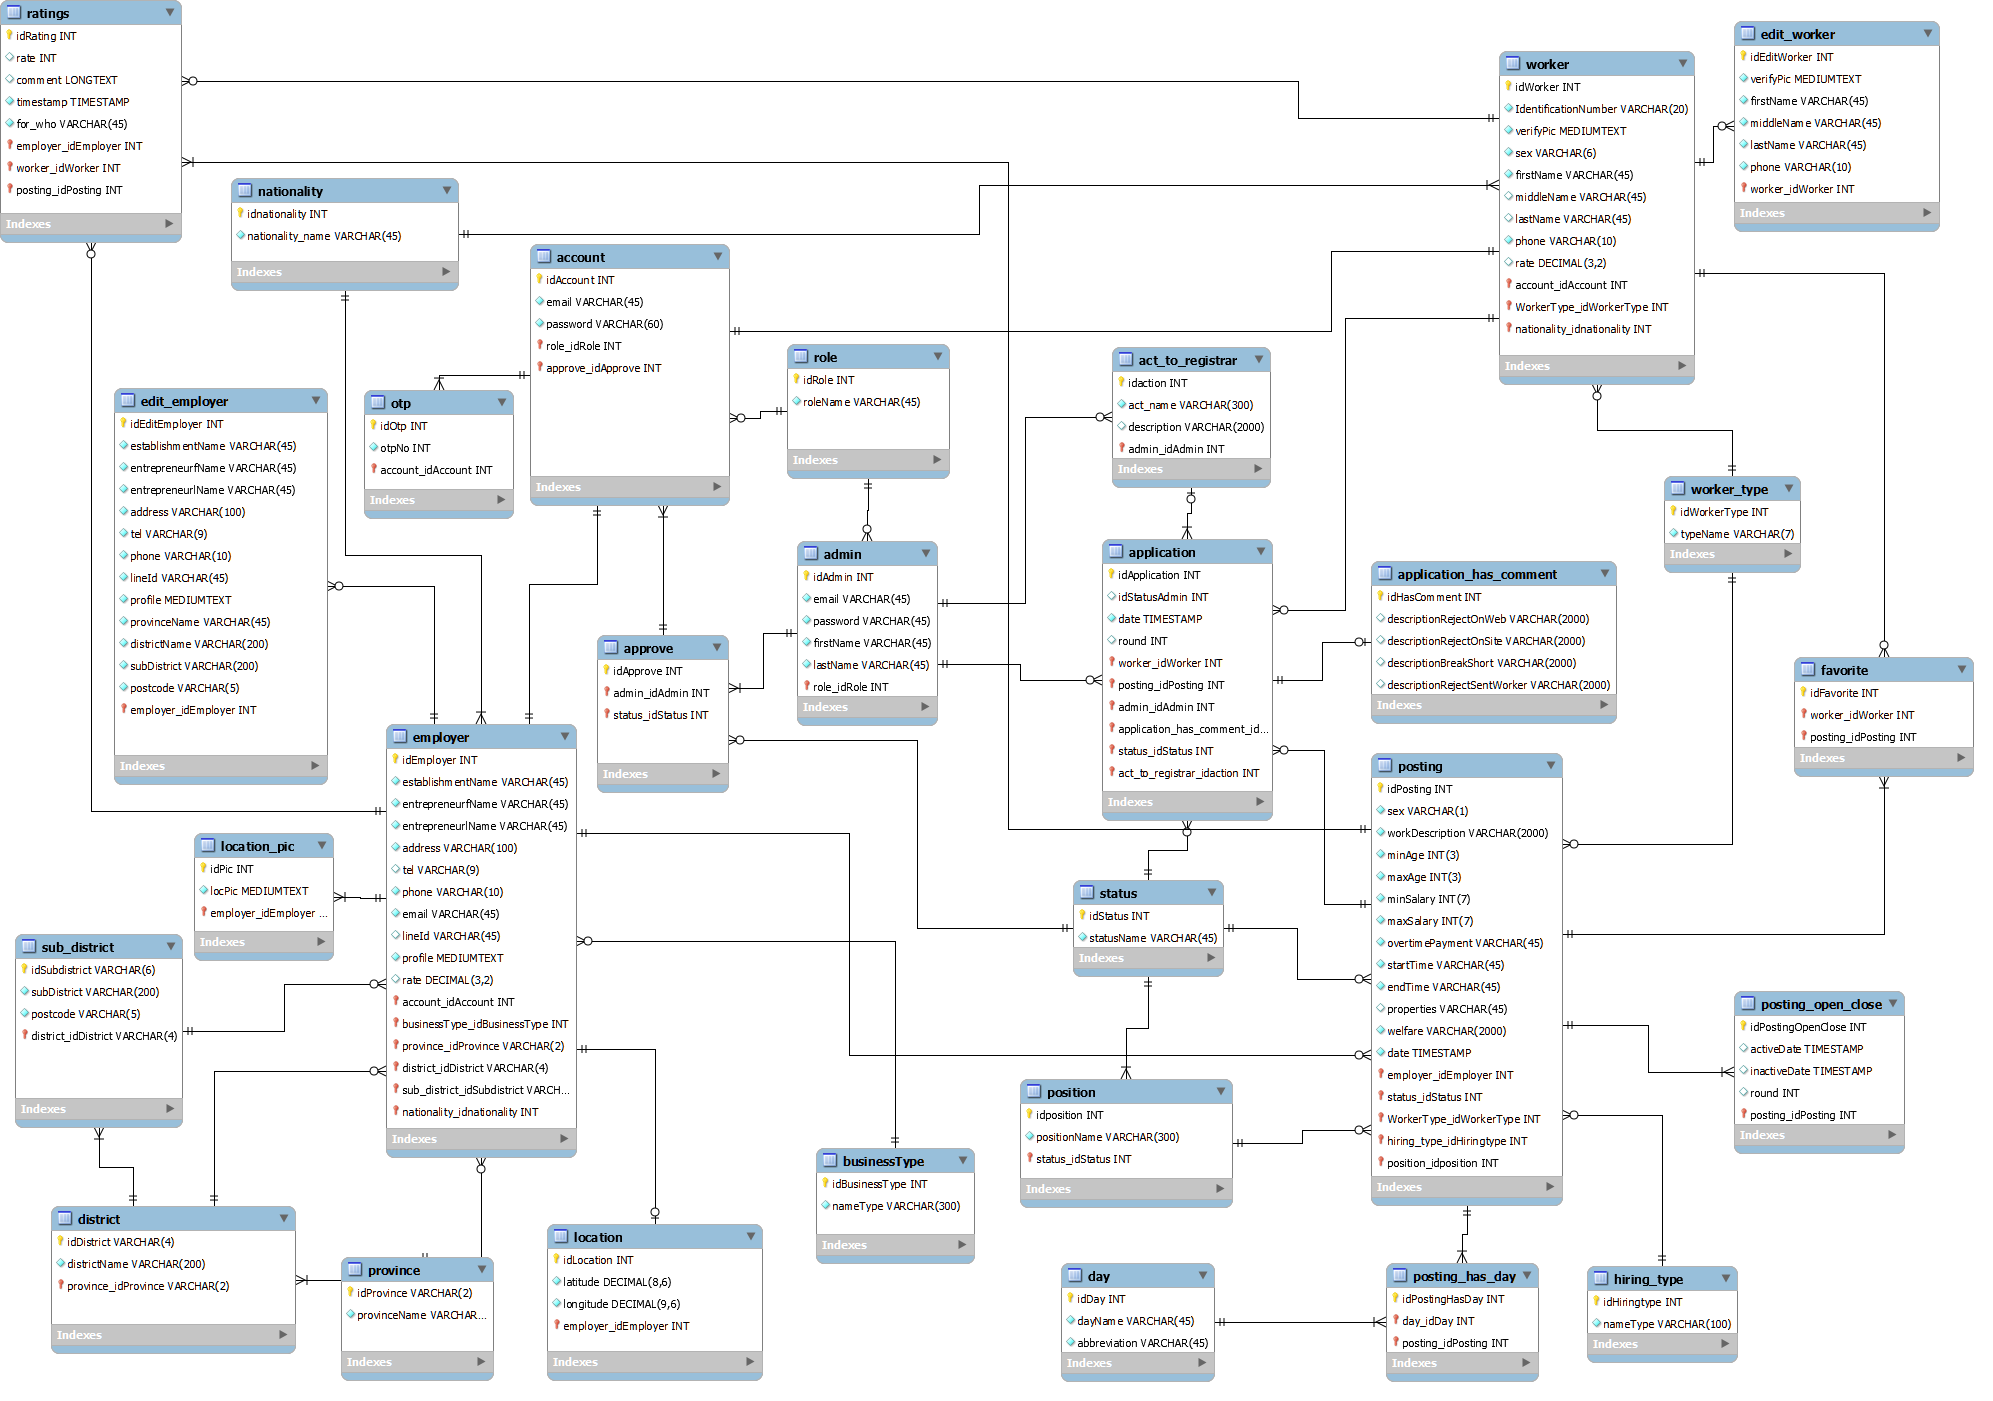 ratings
idRating INT
rate INT
comment LONGTEXT
timestamp TIMESTAMP
for_who VARCHAR(45)
employer_idEmployer INT
worker_idWorker INT
posting_idPosting INT
Indexes
nationality
idnationality INT
nationality_name VARCHAR(45)
Indexes
account
idAccount INT
email VARCHAR(45)
password VARCHAR(60)
role_idRole INT
approve_idApprove INT
Indexes
worker
idWorker INT
IdentificationNumber VARCHAR(20)
verifyPic MEDIUMTEXT
sex VARCHAR(6)
firstName VARCHAR(45)
middleName VARCHAR(45)
lastName VARCHAR(45)
phone VARCHAR(10)
rate DECIMAL(3,2)
account_idAccount INT
WorkerType_idWorkerType INT
nationality_idnationality INT
Indexes
edit_worker
idEditWorker INT
verifyPic MEDIUMTEXT
firstName VARCHAR(45)
middleName VARCHAR(45)
lastName VARCHAR(45)
phone VARCHAR(10)
worker_idWorker INT
Indexes
edit_employer
idEditEmployer INT
establishmentName VARCHAR(45)
entrepreneurfName VARCHAR(45)
entrepreneurlName VARCHAR(45)
address VARCHAR(100)
tel VARCHAR(9)
phone VARCHAR(10)
lineId VARCHAR(45)
profile MEDIUMTEXT
provinceName VARCHAR(45)
districtName VARCHAR(200)
subDistrict VARCHAR(200)
postcode VARCHAR(5)
employer_idEmployer INT
Indexes
otp
idOtp INT
otpNo INT
account_idAccount INT
Indexes
role
idRole INT
roleName VARCHAR(45)
Indexes
act_to_registrar
idaction INT
act_name VARCHAR(300)
description VARCHAR(2000)
admin_idAdmin INT
Indexes
worker_type
idWorkerType INT
typeName VARCHAR(7)
Indexes
admin
idAdmin INT
email VARCHAR(45)
password VARCHAR(45)
firstName VARCHAR(45)
lastName VARCHAR(45)
role_idRole INT
Indexes
application
idApplication INT
idStatusAdmin INT
date TIMESTAMP
round INT
worker_idWorker INT
posting_idPosting INT
admin_idAdmin INT
application_has_comment_id...
status_idStatus INT
act_to_registrar_idaction INT
Indexes
application_has_comment
idHasComment INT
descriptionRejectOnWeb VARCHAR(2000)
descriptionRejectOnSite VARCHAR(2000)
descriptionBreakShort VARCHAR(2000)
descriptionRejectSentWorker VARCHAR(2000)
Indexes
approve
idApprove INT
admin_idAdmin INT
status_idStatus INT
Indexes
favorite
idFavorite INT
worker_idWorker INT
posting_idPosting INT
Indexes
employer
idEmployer INT
establishmentName VARCHAR(45)
entrepreneurfName VARCHAR(45)
entrepreneurlName VARCHAR(45)
address VARCHAR(100)
tel VARCHAR(9)
phone VARCHAR(10)
email VARCHAR(45)
lineId VARCHAR(45)
profile MEDIUMTEXT
rate DECIMAL(3,2)
account_idAccount INT
businessType_idBusinessType INT
province_idProvince VARCHAR(2)
district_idDistrict VARCHAR(4)
sub_district_idSubdistrict VARCH...
nationality_idnationality INT
Indexes
posting
idPosting INT
sex VARCHAR(1)
workDescription VARCHAR(2000)
minAge INT(3)
maxAge INT(3)
minSalary INT(7)
maxSalary INT(7)
overtimePayment VARCHAR(45)
startTime VARCHAR(45)
endTime VARCHAR(45)
properties VARCHAR(45)
welfare VARCHAR(2000)
date TIMESTAMP
employer_idEmployer INT
status_idStatus INT
WorkerType_idWorkerType INT
hiring_type_idHiringtype INT
position_idposition INT
Indexes
location_pic
idPic INT
locPic MEDIUMTEXT
employer_idEmployer ...
Indexes
status
idStatus INT
statusName VARCHAR(45)
Indexes
sub_district
idSubdistrict VARCHAR(6)
subDistrict VARCHAR(200)
postcode VARCHAR(5)
district_idDistrict VARCHAR(4)
Indexes
posting_open_close
idPostingOpenClose INT
activeDate TIMESTAMP
inactiveDate TIMESTAMP
round INT
posting_idPosting INT
Indexes
position
idposition INT
positionName VARCHAR(300)
status_idStatus INT
Indexes
businessType
idBusinessType INT
nameType VARCHAR(300)
Indexes
district
idDistrict VARCHAR(4)
districtName VARCHAR(200)
province_idProvince VARCHAR(2)
Indexes
province
idProvince VARCHAR(2)
provinceName VARCHAR...
Indexes
location
idLocation INT
latitude DECIMAL(8,6)
longitude DECIMAL(9,6)
employer_idEmployer INT
Indexes
day
idDay INT
dayName VARCHAR(45)
abbreviation VARCHAR(45)
Indexes
posting_has_day
idPostingHasDay INT
day_idDay INT
posting_idPosting INT
Indexes
hiring_type
idHiringtype INT
nameType VARCHAR(100)
Indexes